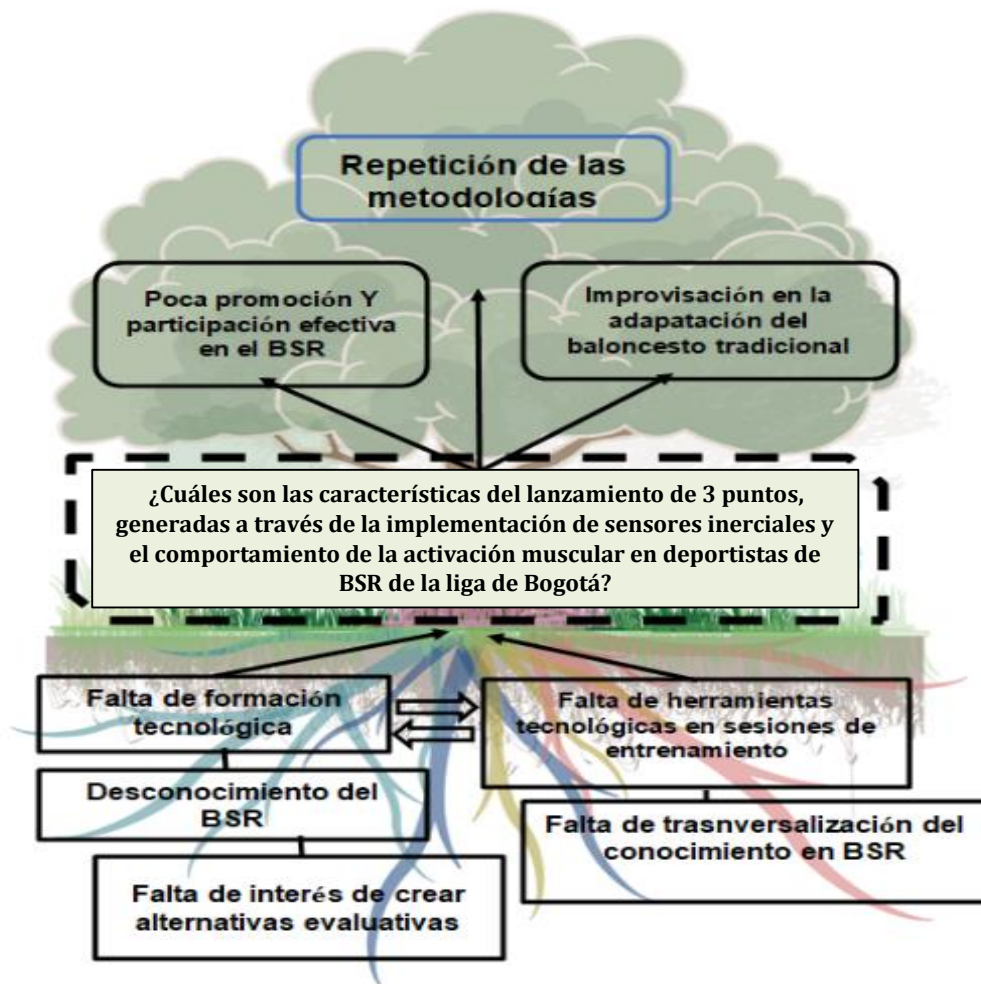 Repetición de las
metodologías
Poca promoción Y
participación efectiva
en el BSR
Improvisación en la
adapatación del
baloncesto tradicional
¿Cuáles son las características del lanzamiento de 3 puntos,
generadas a través de la implementación de sensores inerciales y
el comportamiento de la activación muscular en deportistas de
BSR de la liga de Bogotá?
Falta de formación
tecnológica
Falta de herramientas
tecnológicas en sesiones de
entrenamiento
Desconocimiento del
BSR
Falta de trasnversalización del
conocimiento en BSR
Falta de interés de crear
alternativas evaluativas